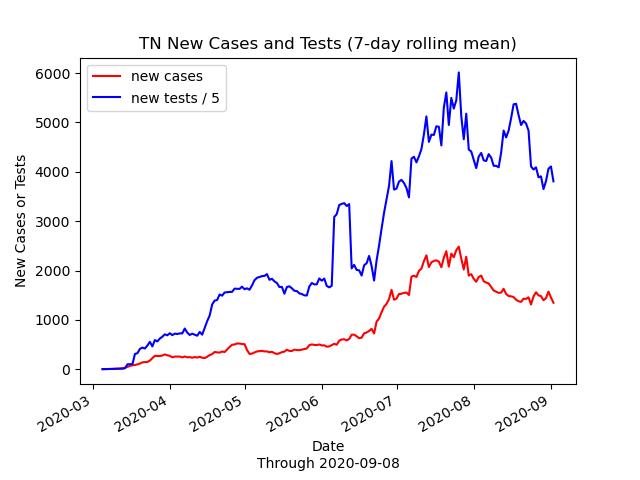 TN New Cases and Tests (7-day rolling mean)
new cases
new tests / 5
New Cases or Tests
6000
5000
4000
3000
2000
1000
0
2020-03
2020-04
2020-05
2020-06
2020-07
2020-08
2020-09
Date
Through 2020-09-08